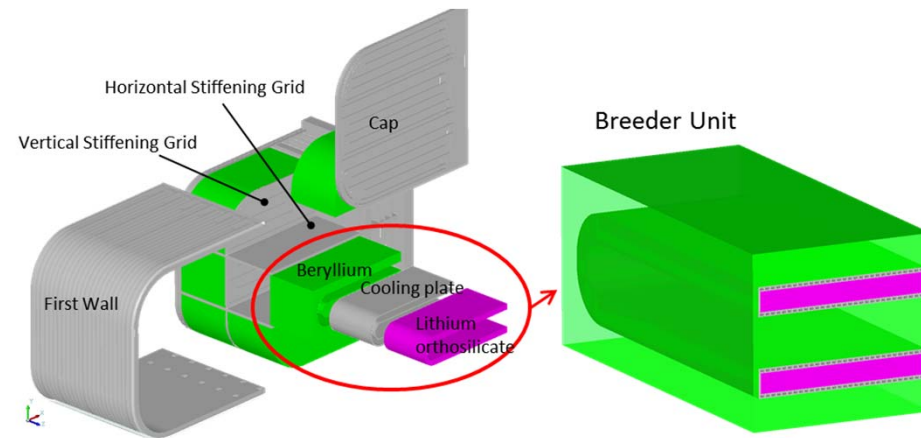 Horizontal Stiffening Grid
Vertical Stiffening Grid
Cap
Breeder Unit
First Wall
Beryllium
Cooling plate
Lithium
orthosilicate